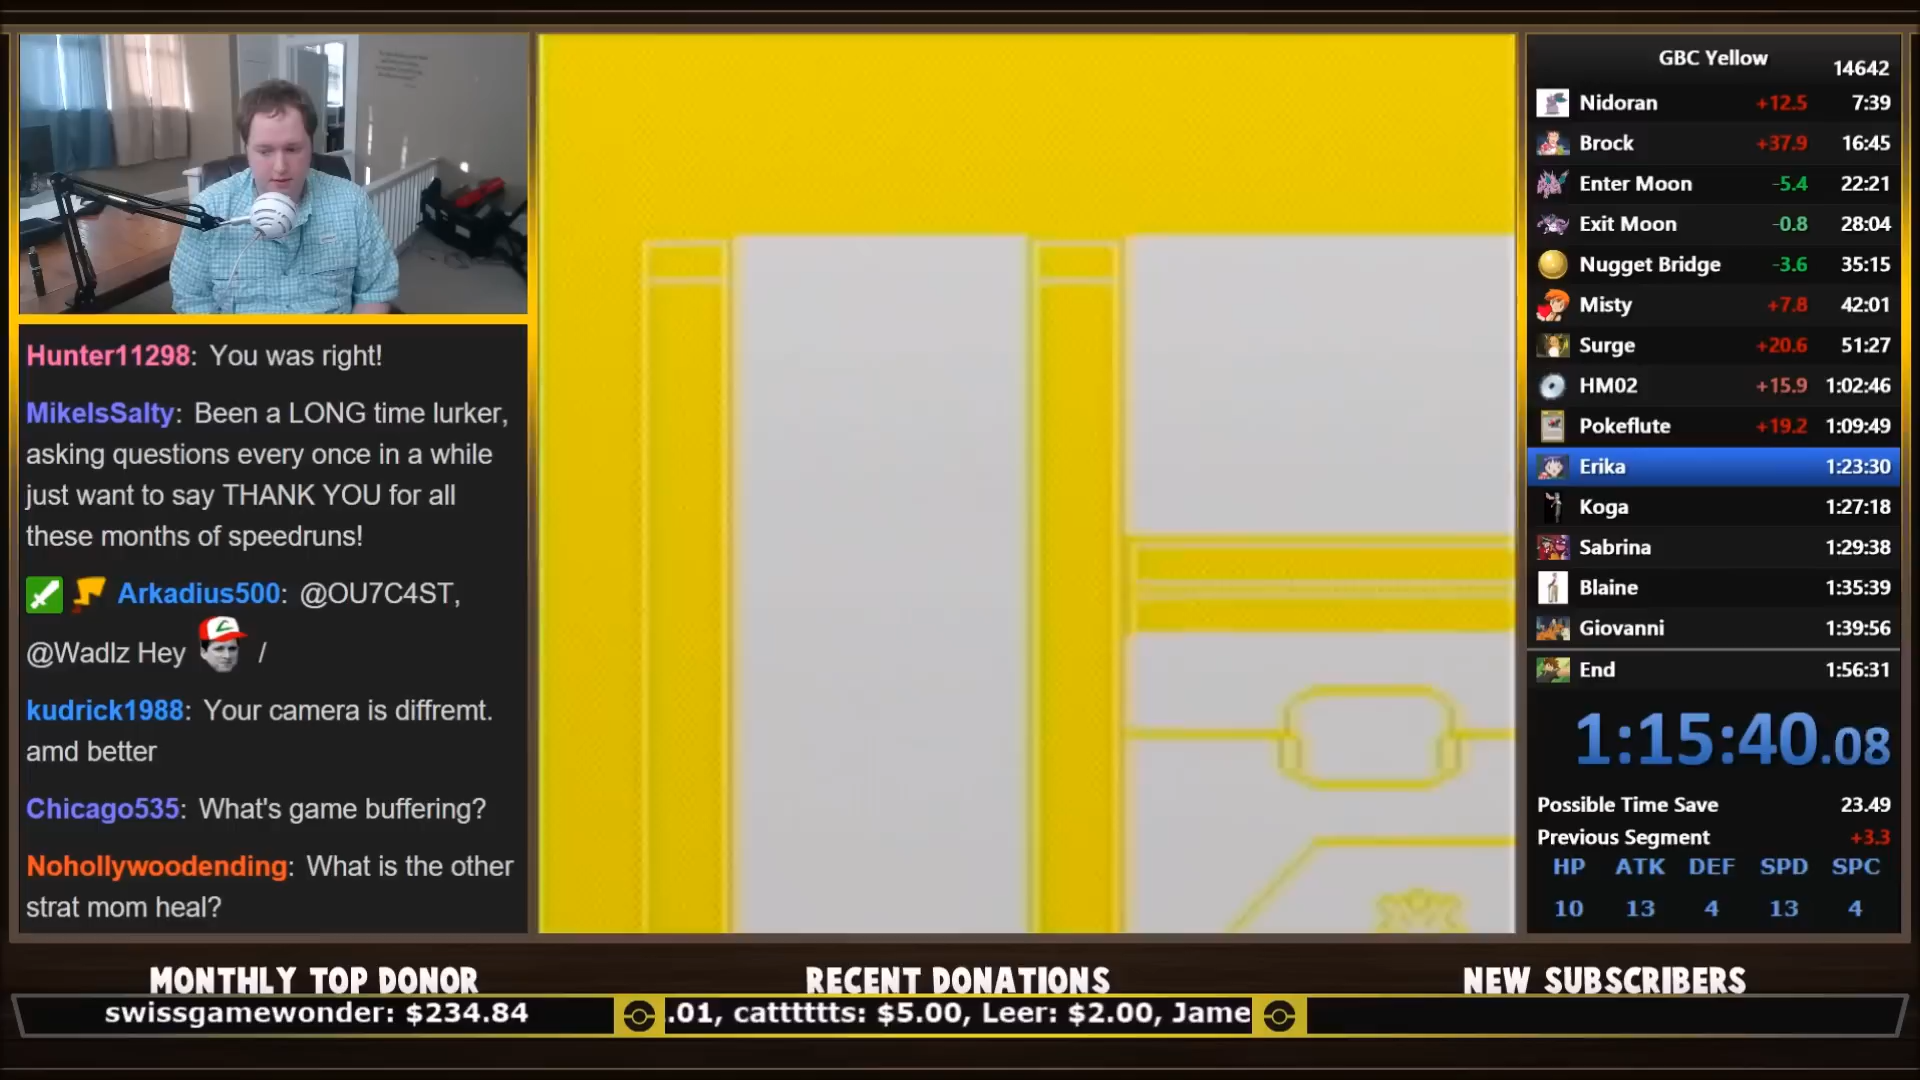 Hunter11298: You was right!
MikeIsSalty: Been a LONG time lurker,
asking questions every once in a while
just want to say THANK YOU for all
these months of speedruns!
Arkadius500: @OU7C4ST,
@Wadlz Hey /
kudrick1988: Your camera is diffremt.
amd better
Chicago535: What's game buffering?
Nohollywoodending: What is the other
strat mom heal?
GBC Yellow 14642
Nidoran +12.5 7:39
Brock +37.9 16:45
Enter Moon -5.4 22:21
Exit Moon -0.8 28:04
Nugget Bridge -3.6 35:15
Misty +7.8 42:01
Surge +20.6 51:27
HM02 +15.9 1:02:46
Pokeflute +19.2 1:09:49
Erika 1:23:30
Koga 1:27:18
Sabrina 1:29:38
Blaine 1:35:39
Giovanni 1:39:56
End 1:56:31
1:15:40.08
Possible Time Save 23.49
Previous Segment +3.3
HP ATK DEF SPD SPC
10 13 4 13 4
MONTHLY TOP DONOR
swissgamewonder: $234.84
RECENT DONATIONS
.01, catttttts: $5.00, Leer: $2.00, Jame
NEW SUBSCRIBERS